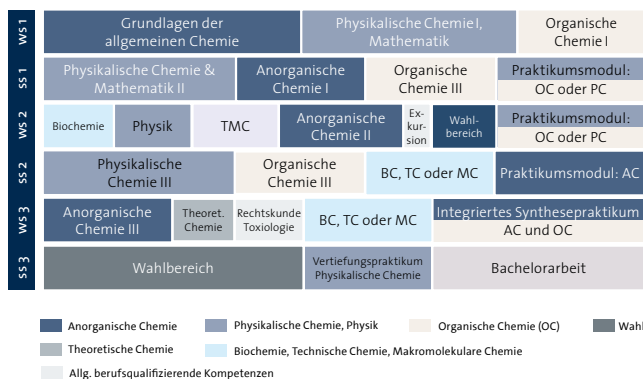 WS 1
Grundlagen der
allgemeinen Chemie
Physikalische Chemie I,
Mathematik
Organische
Chemie I
SS 1
Physikalische Chemie &
Mathematik II
Anorganische
Chemie I
Organische
Chemie III
Praktikumsmodul:
OC oder PC
WS 2
Biochemie
Physik
TMC
Anorganische
Chemie II
Ex-
kur-
sion
Wahl-
bereich
Praktikumsmodul:
OC oder PC
SS 2
Physikalische
Chemie III
Organische
Chemie III
BC, TC oder MC
Praktikumsmodul: AC
WS 3
Anorganische
Chemie III
Theoret.
Chemie
Rechtskunde
Toxiologie
BC, TC oder MC
Integriertes Synthesepraktikum
AC und OC
SS 3
Wahlbereich
Vertiefungspraktikum
Physikalische Chemie
Bachelorarbeit
Anorganische Chemie
Physikalische Chemie, Physik
Organische Chemie (OC)
Wahl
Theoretische Chemie
Biochemie, Technische Chemie, Makromolekulare Chemie
Allg. berufsqualifizierende Kompetenzen